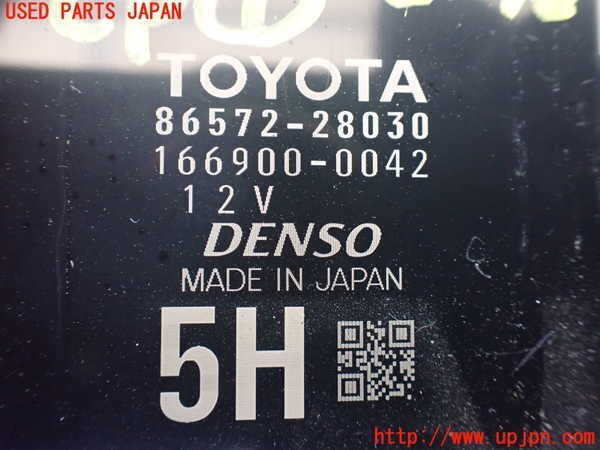 USED PARTS JAPAN
TOYOTA
86572-28030
166900-0042
12V
DENSO
MADE IN JAPAN
5H
http://www.upjpn.com/